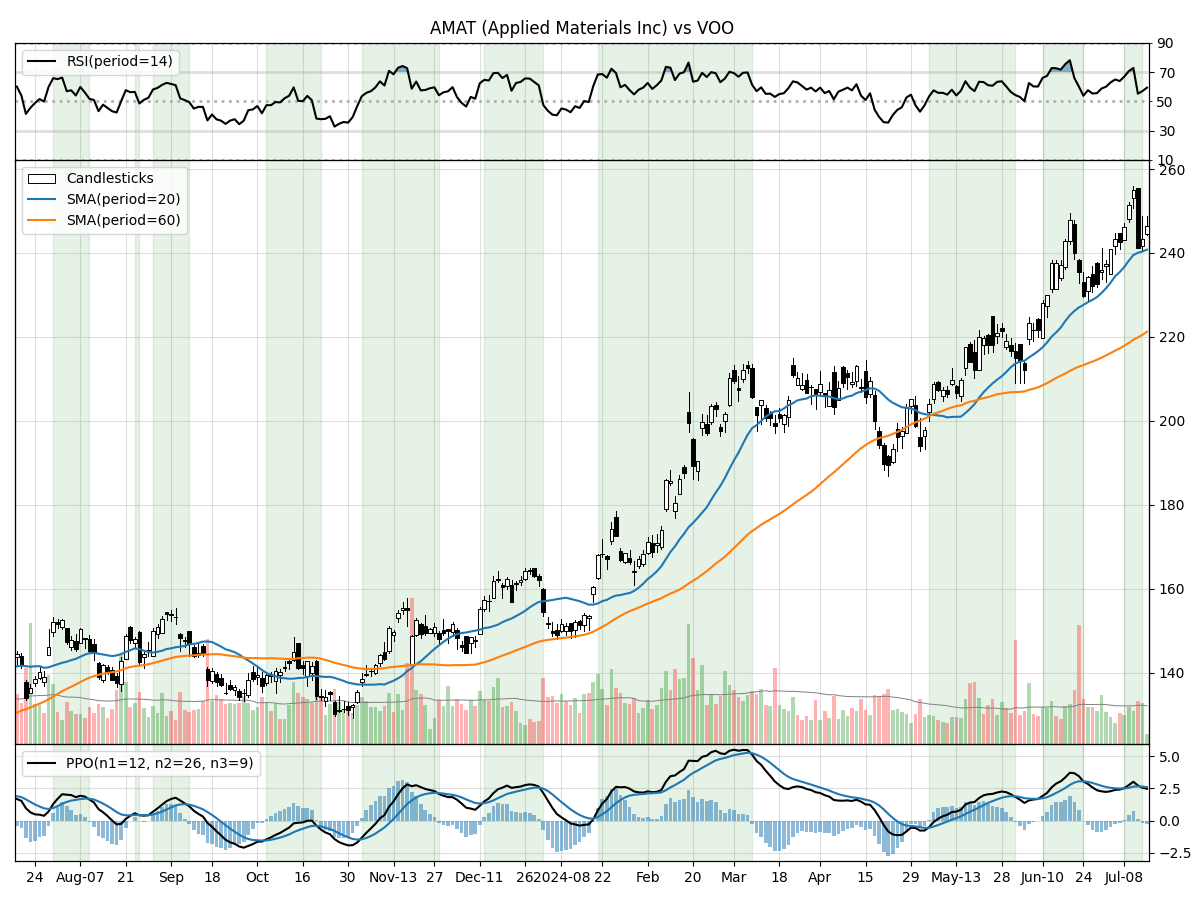 AMAT (Applied Materials Inc) vs VOO
RSI(period=14)
90
70
50
30
10
Candlesticks
SMA(period=20)
SMA(period=60)
260
240
220
200
180
160
140
PPO(n1=12, n2=26, n3=9)
5.0
2.5
0.0
−2.5
24 Aug-07 21 Sep 18 Oct 16 30 Nov-13 27 Dec-11 26 2024-08 22 Feb 20 Mar 18 Apr 15 29 May-13 28 Jun-10 24 Jul-08